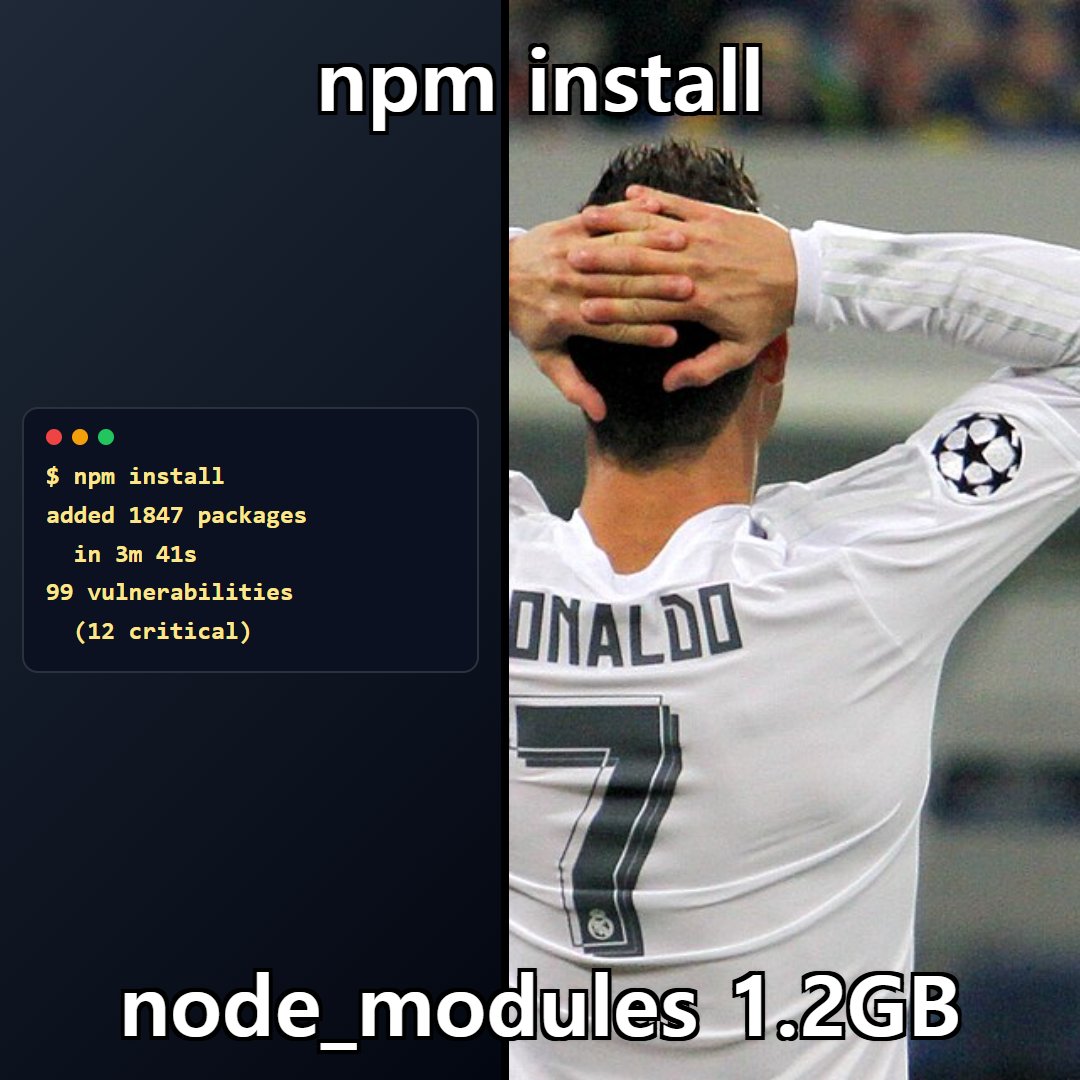 npm install
$ npm install
added 1847 packages
in 3m 41s
99 vulnerabilities
(12 critical)
ONALDO
7
node_modules 1.2GB